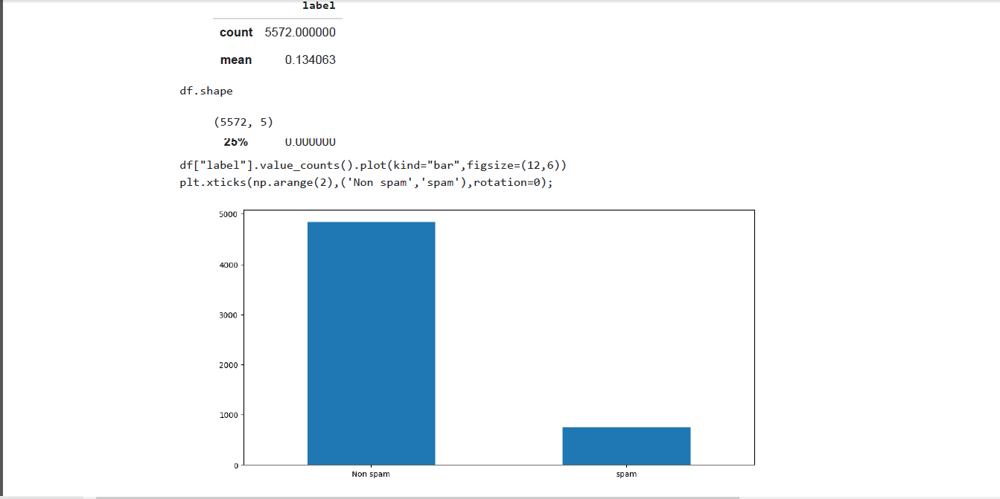 label
count 5572.000000
mean 0.134063
df.shape
(5572, 5)
25% 0.000000
df["label"].value_counts().plot(kind="bar",figsize=(12,6))
plt.xticks(np.arange(2),('Non spam','spam'),rotation=0);
5000
4000
3000
2000
1000
0
Non spam spam